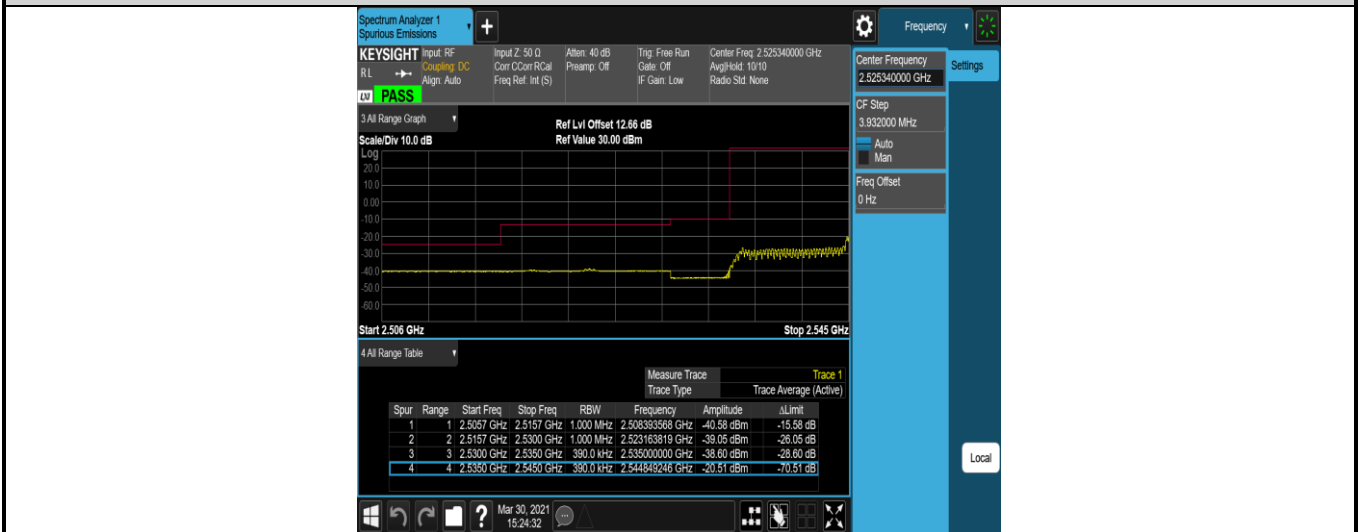 Spectrum Analyzer 1
Spurious Emissions
+
Frequency
KEYSIGHT Input: RF Input Z: 50 Ω Atten: 40 dB Trig: Free Run Center Freq: 2.525340000 GHz
RL Coupling: DC Corr CCorr RCal Preamp: Off Gate: Off Avg|Hold: 10/10
Align: Auto Freq Ref: Int (S) IF Gain: Low Radio Std: None
LXI PASS
Center Frequency
2.525340000 GHz
Settings
CF Step
3.932000 MHz
Auto
Man
Freq Offset
0 Hz
3 All Range Graph
Ref Lvl Offset 12.66 dB
Scale/Div 10.0 dB Ref Value 30.00 dBm
Log
20.0
10.0
0.00
-10.0
-20.0
-30.0
-40.0
-50.0
-60.0
Start 2.506 GHz Stop 2.545 GHz
4 All Range Table
Measure Trace Trace 1
Trace Type Trace Average (Active)
Spur Range Start Freq Stop Freq RBW Frequency Amplitude ΔLimit
1 1 2.5057 GHz 2.5157 GHz 1.000 MHz 2.508393568 GHz -40.58 dBm -15.58 dB
2 2 2.5157 GHz 2.5300 GHz 1.000 MHz 2.523163819 GHz -39.05 dBm -26.05 dB
3 3 2.5300 GHz 2.5350 GHz 390.0 kHz 2.535000000 GHz -38.60 dBm -28.60 dB
4 4 2.5350 GHz 2.5450 GHz 390.0 kHz 2.544849246 GHz -20.51 dBm -70.51 dB
Local
? Mar 30, 2021
15:24:32